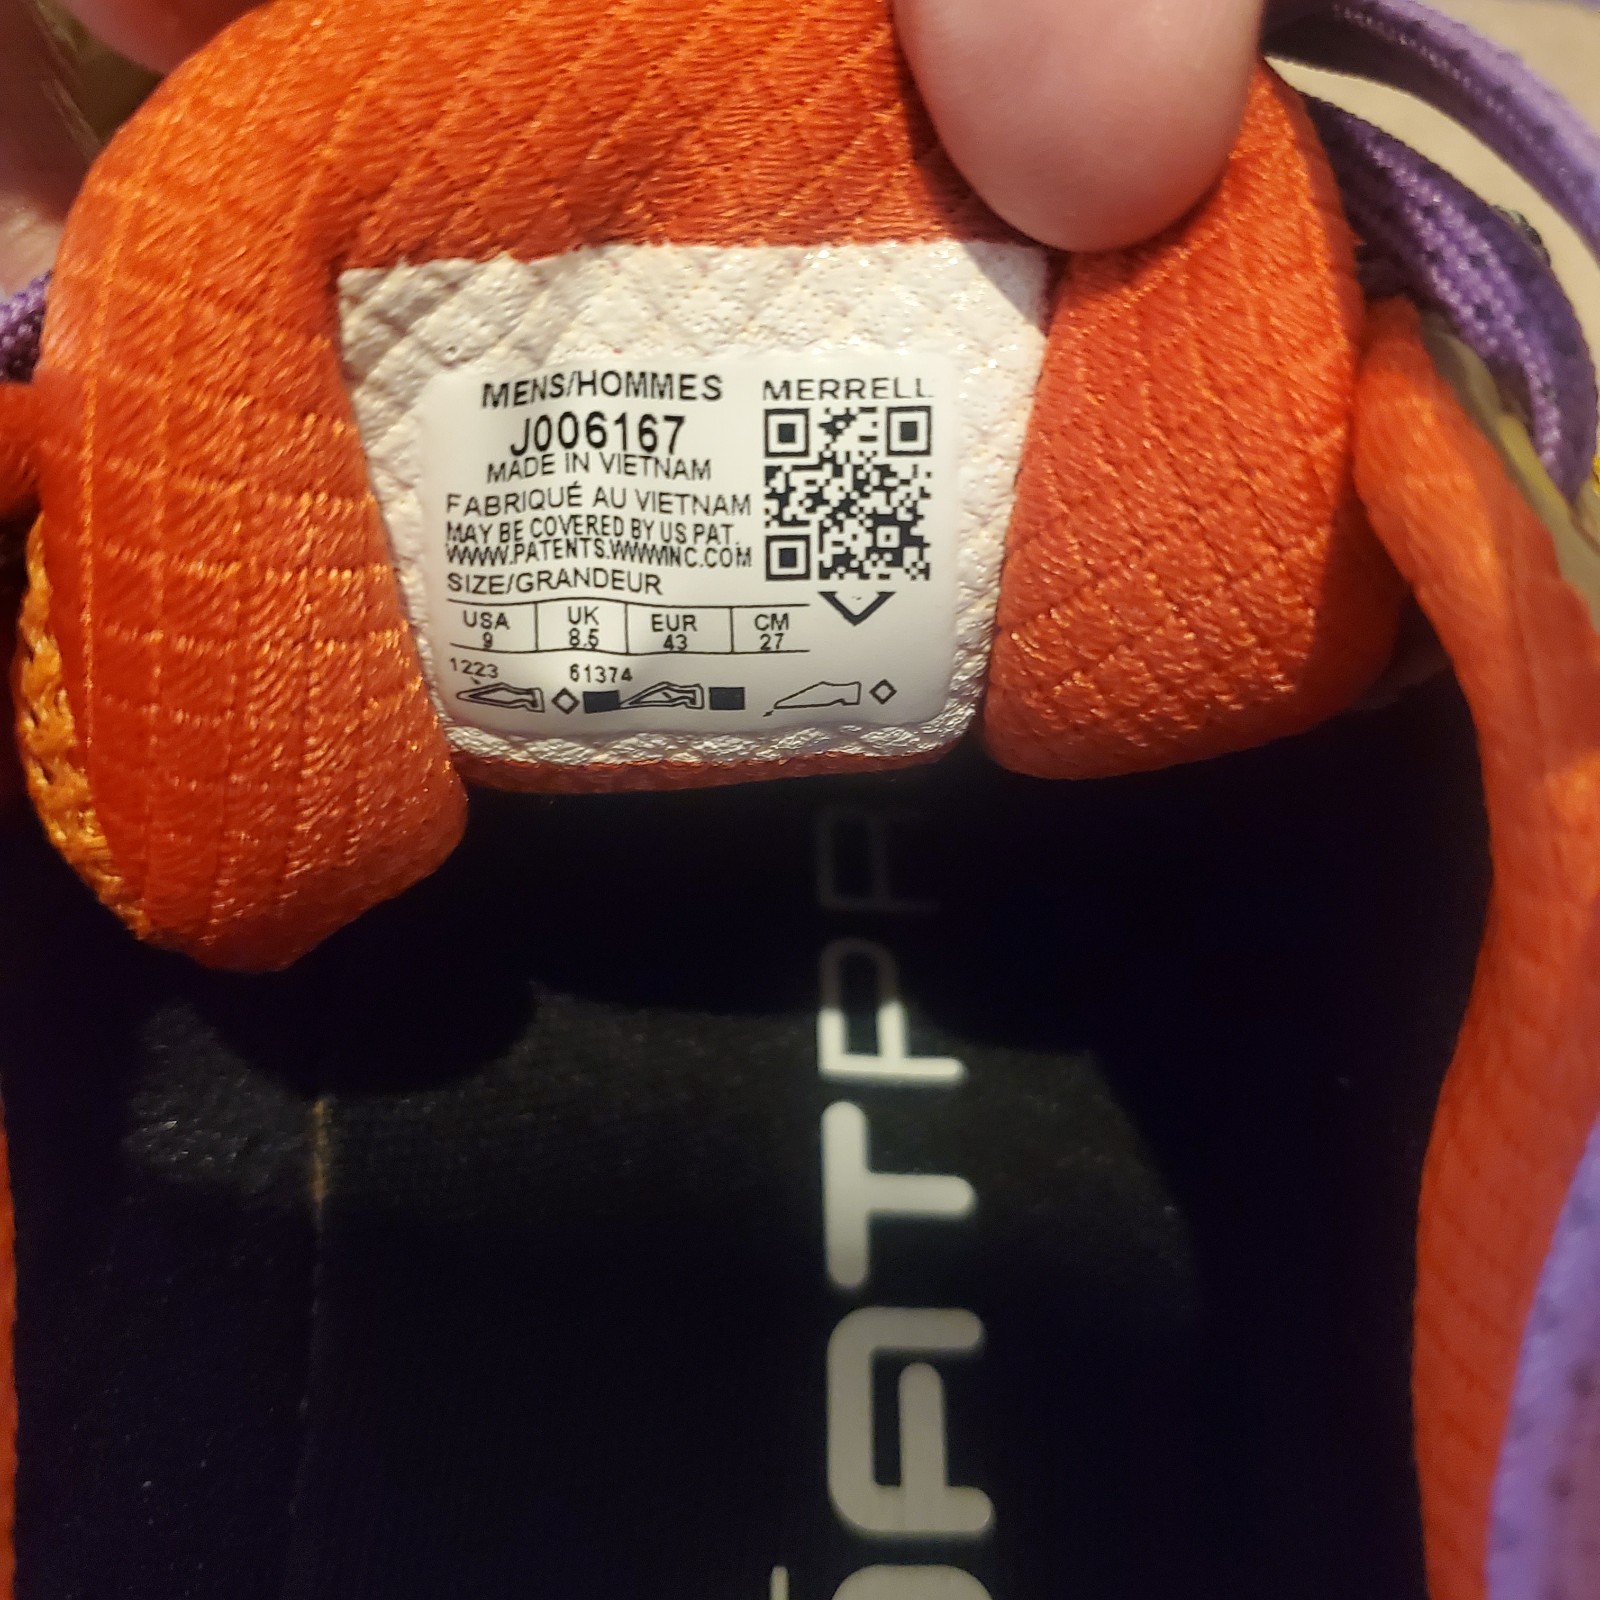 MENS/HOMMES
J006167
MADE IN VIETNAM
FABRIQUÉ AU VIETNAM
MAY BE COVERED BY US PAT.
WWW.PATENTS.WWWINC.COM
SIZE/GRANDEUR
USA UK EUR CM
9 8.5 43 27
1223 61374
MERRELL